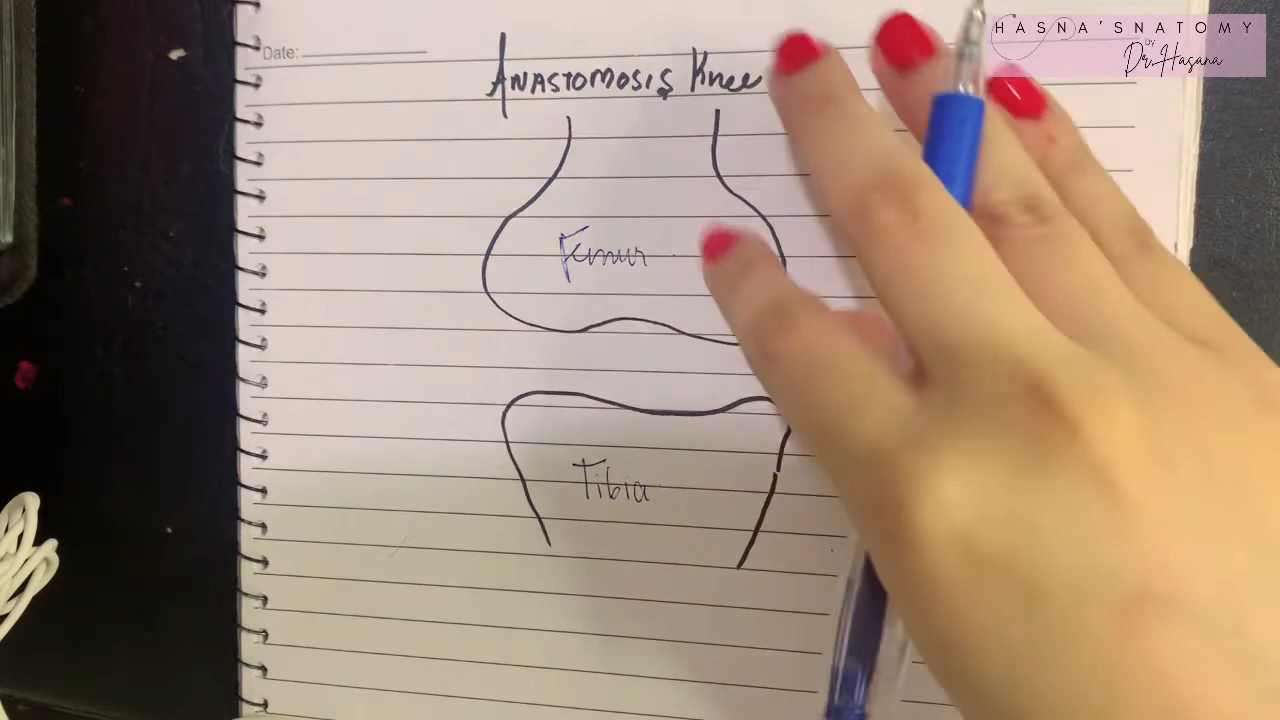 HASNA'SNATOMY
by
Dr.Hasana
Date:
ANASTOMOSIS Knee
Femur
Tibia